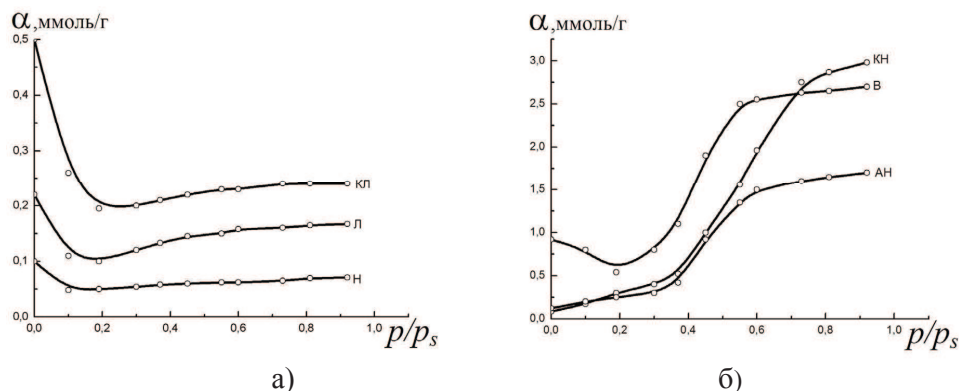 α,ммоль/г
0,5
0,4
0,3
0,2
0,1
0,0
КЛ
Л
Н
0,0 0,2 0,4 0,6 0,8 1,0
p/pₛ
а)
α,ммоль/г
3,0
2,5
2,0
1,5
1,0
0,5
0,0
КН
В
АН
0,0 0,2 0,4 0,6 0,8 1,0
p/pₛ
б)